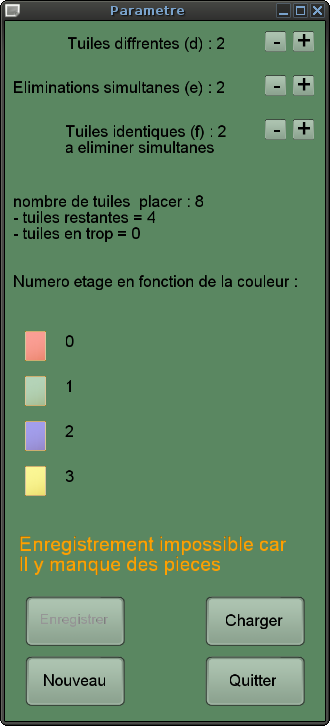 Parametre
Tuiles diffrentes (d) : 2
- +
Eliminations simultanes (e) : 2
- +
Tuiles identiques (f) : 2
- +
a eliminer simultanes
nombre de tuiles placer : 8
- tuiles restantes = 4
- tuiles en trop = 0
Numero etage en fonction de la couleur :
0
1
2
3
Enregistrement impossible car
Il y manque des pieces
Enregistrer
Charger
Nouveau
Quitter